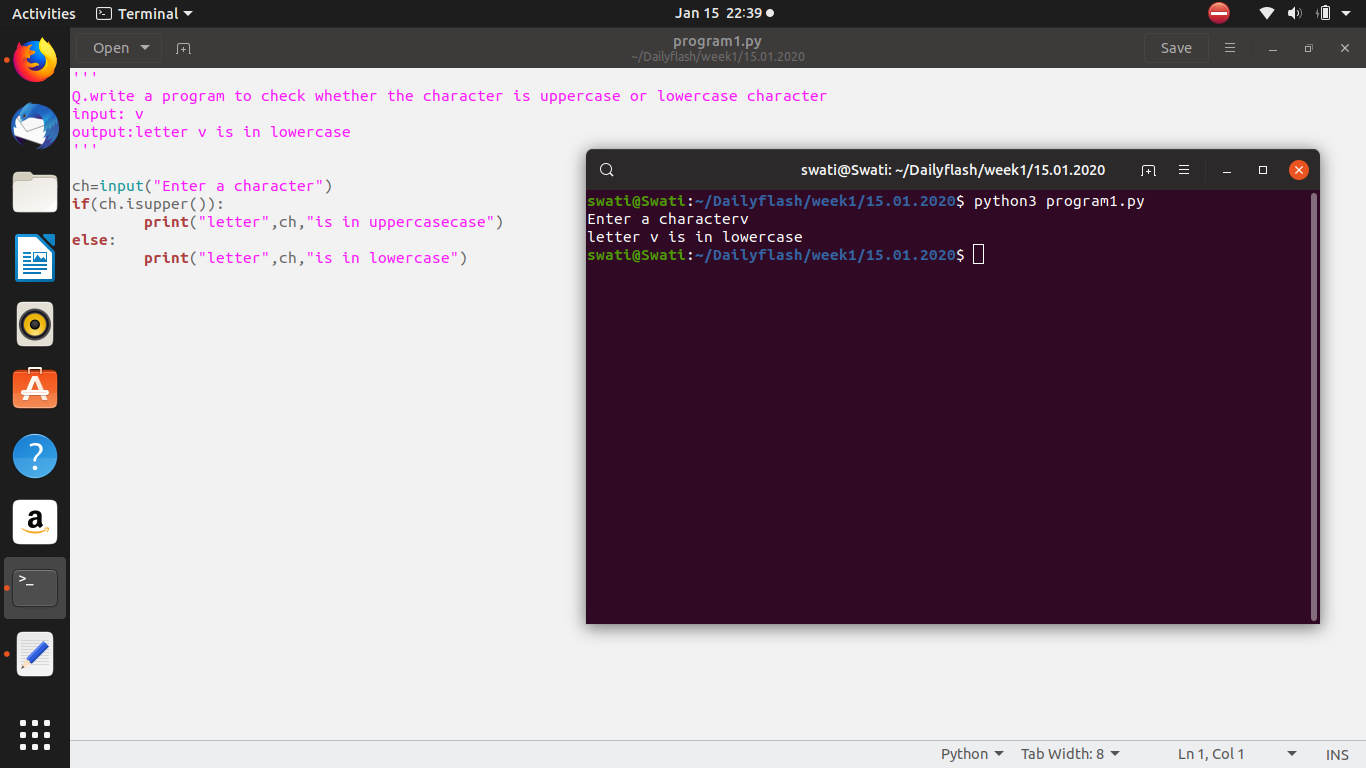 Activities Terminal Jan 15 22:39
Open program1.py Save
~/Dailyflash/week1/15.01.2020
'''
Q.write a program to check whether the character is uppercase or lowercase character
input: v
output:letter v is in lowercase
'''
ch=input("Enter a character")
if(ch.isupper()):
        print("letter",ch,"is in uppercasecase")
else:
        print("letter",ch,"is in lowercase")
swati@Swati: ~/Dailyflash/week1/15.01.2020
swati@Swati:~/Dailyflash/week1/15.01.2020$ python3 program1.py
Enter a characterv
letter v is in lowercase
swati@Swati:~/Dailyflash/week1/15.01.2020$
?
a
>_
Python Tab Width: 8 Ln 1, Col 1 INS